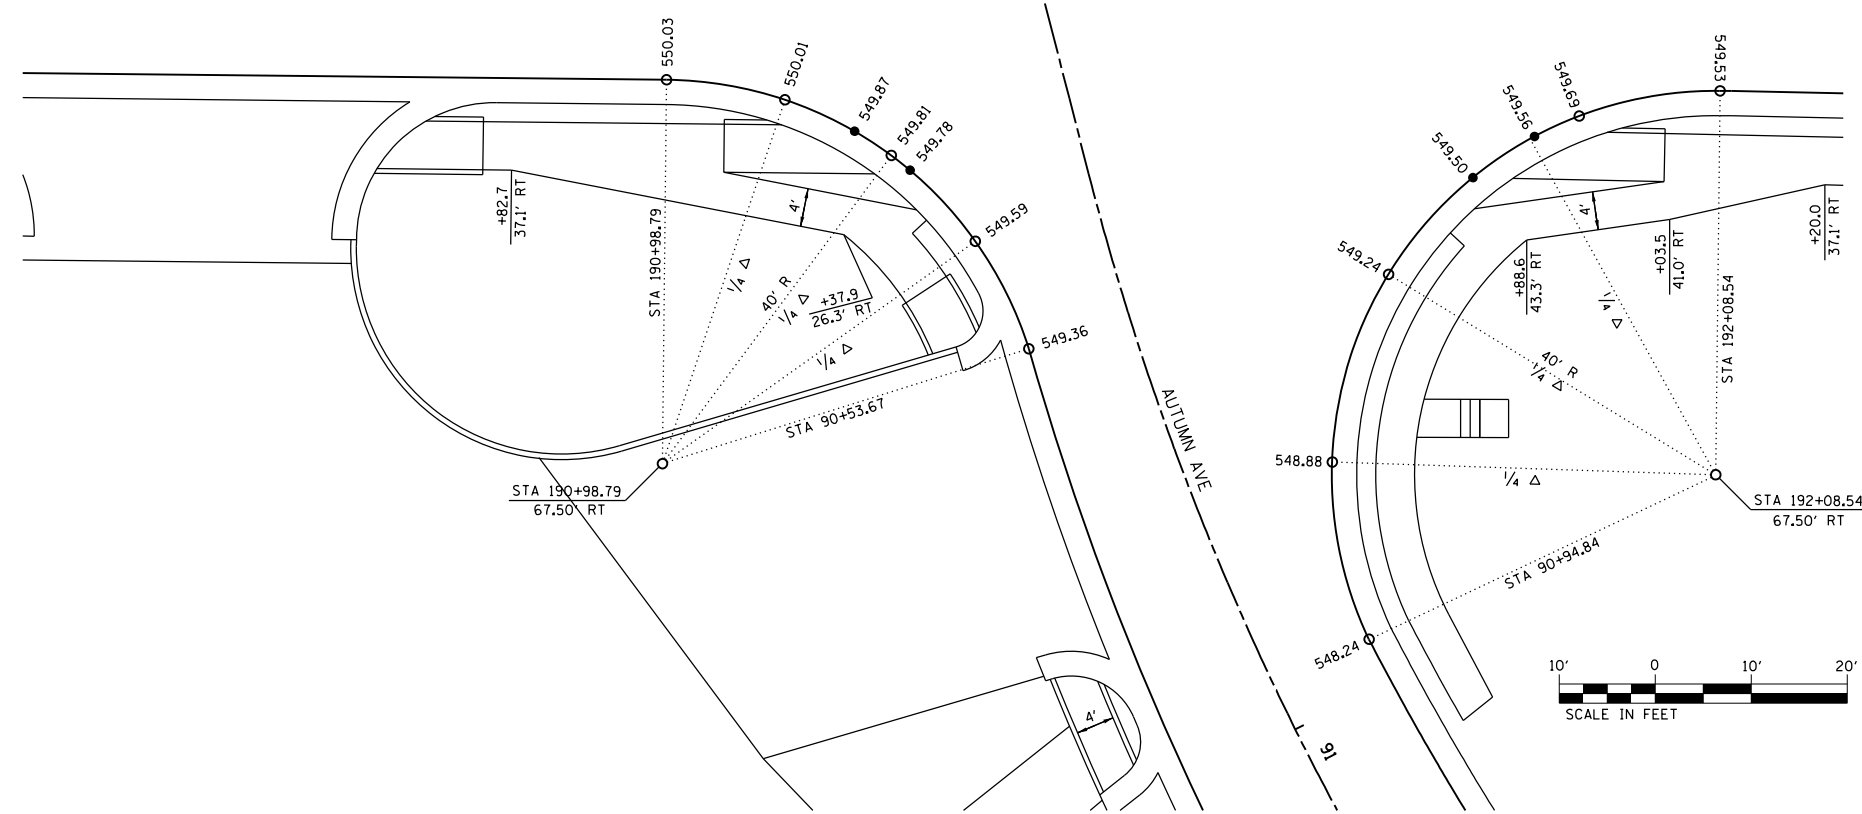 550.03
550.01
549.87
549.81
549.78
549.59
549.36
+82.7
37.1' RT
4'
STA 190+98.79
1/4 Δ
40' R
1/4 Δ
+37.9
26.3' RT
1/4 Δ
STA 90+53.67
STA 190+98.79
67.50' RT
AUTUMN AVE
4'
91
549.53
549.69
549.56
549.50
549.24
548.88
548.24
4'
+88.6
43.3' RT
+03.5
41.0' RT
+20.0
37.1' RT
1/4 Δ
STA 192+08.54
40' R
1/4 Δ
1/4 Δ
STA 90+94.84
STA 192+08.54
67.50' RT
10' 0 10' 20'
SCALE IN FEET